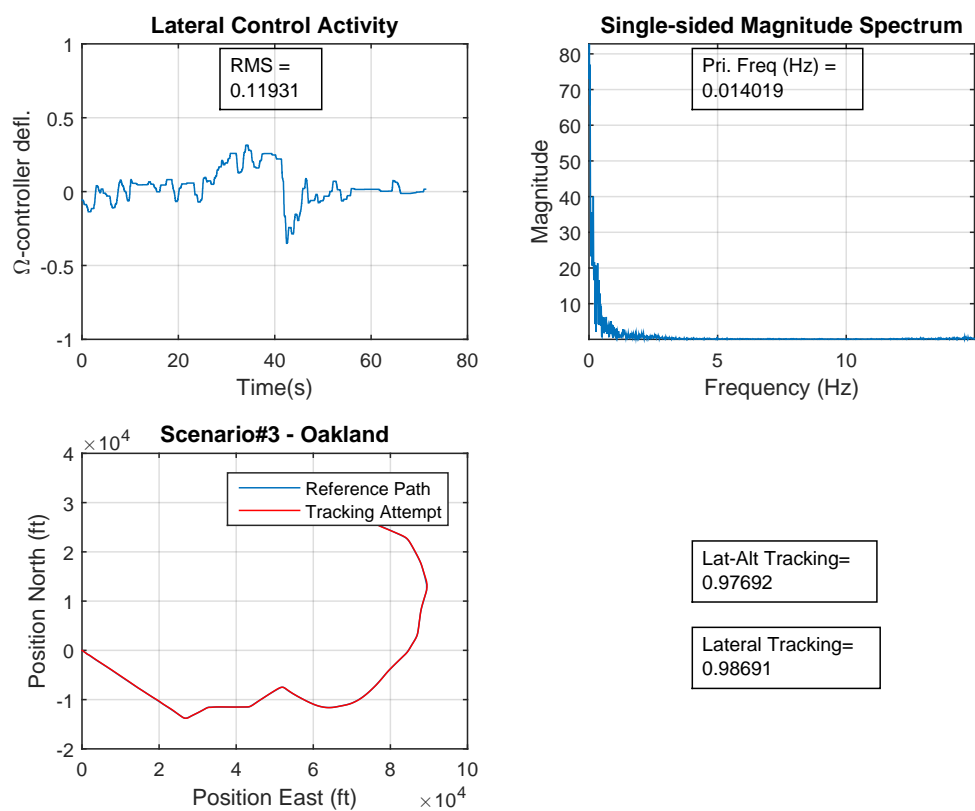 Lateral Control Activity
RMS =
0.11931
1
0.5
0
-0.5
-1
Ω-controller defl.
0
20
40
60
80
Time(s)
Single-sided Magnitude Spectrum
Pri. Freq (Hz) =
0.014019
80
70
60
50
40
30
20
10
Magnitude
0
5
10
Frequency (Hz)
Scenario#3 - Oakland
×10⁴
4
3
2
1
0
-1
-2
Position North (ft)
Reference Path
Tracking Attempt
0
2
4
6
8
10
Position East (ft)
×10⁴
Lat-Alt Tracking=
0.97692
Lateral Tracking=
0.98691